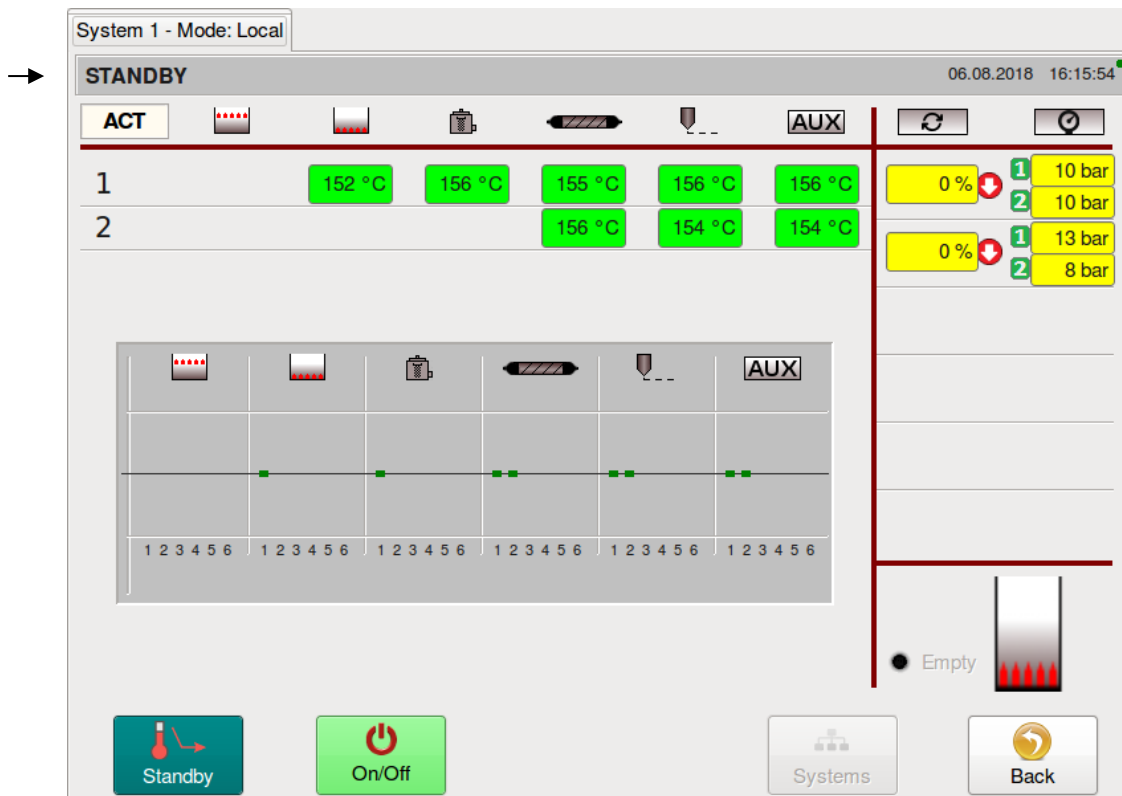 System 1 - Mode: Local
STANDBY 06.08.2018 16:15:54
ACT AUX
1 152 °C 156 °C 155 °C 156 °C 156 °C 0 % 1 10 bar
2 10 bar
2 156 °C 154 °C 154 °C 0 % 1 13 bar
2 8 bar
AUX
1 2 3 4 5 6 1 2 3 4 5 6 1 2 3 4 5 6 1 2 3 4 5 6 1 2 3 4 5 6 1 2 3 4 5 6
Empty
Standby On/Off Systems Back